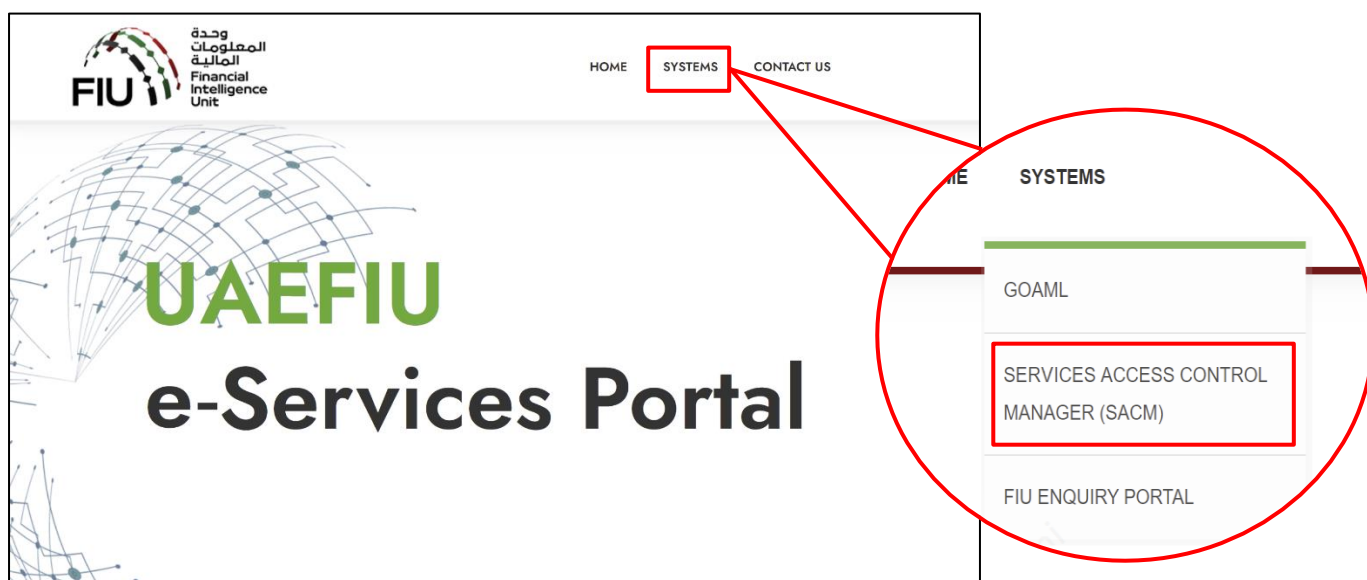 وحدة
المعلومات
المالية
Financial
Intelligence
Unit
FIU
HOME SYSTEMS CONTACT US
UAEFIU
e-Services Portal
SYSTEMS
GOAML
SERVICES ACCESS CONTROL
MANAGER (SACM)
FIU ENQUIRY PORTAL